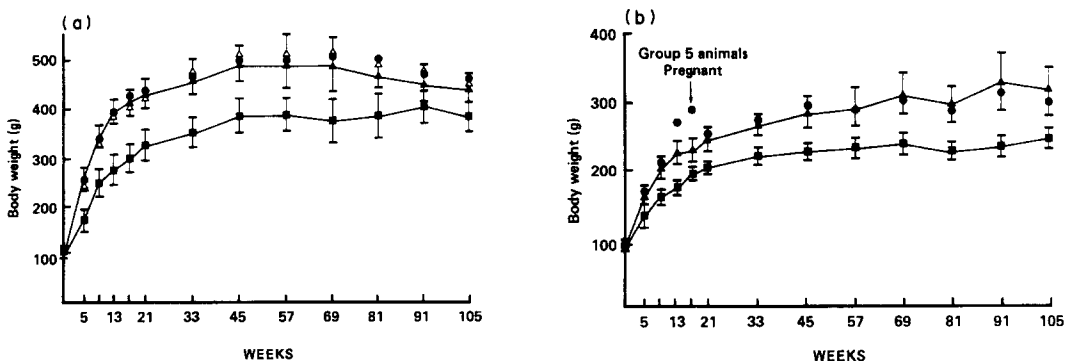 (a)
500
400
300
200
100
Body weight (g)
5 13 21 33 45 57 69 81 91 105
WEEKS
(b)
400
300
200
100
Body weight (g)
Group 5 animals
Pregnant
5 13 21 33 45 57 69 81 91 105
WEEKS